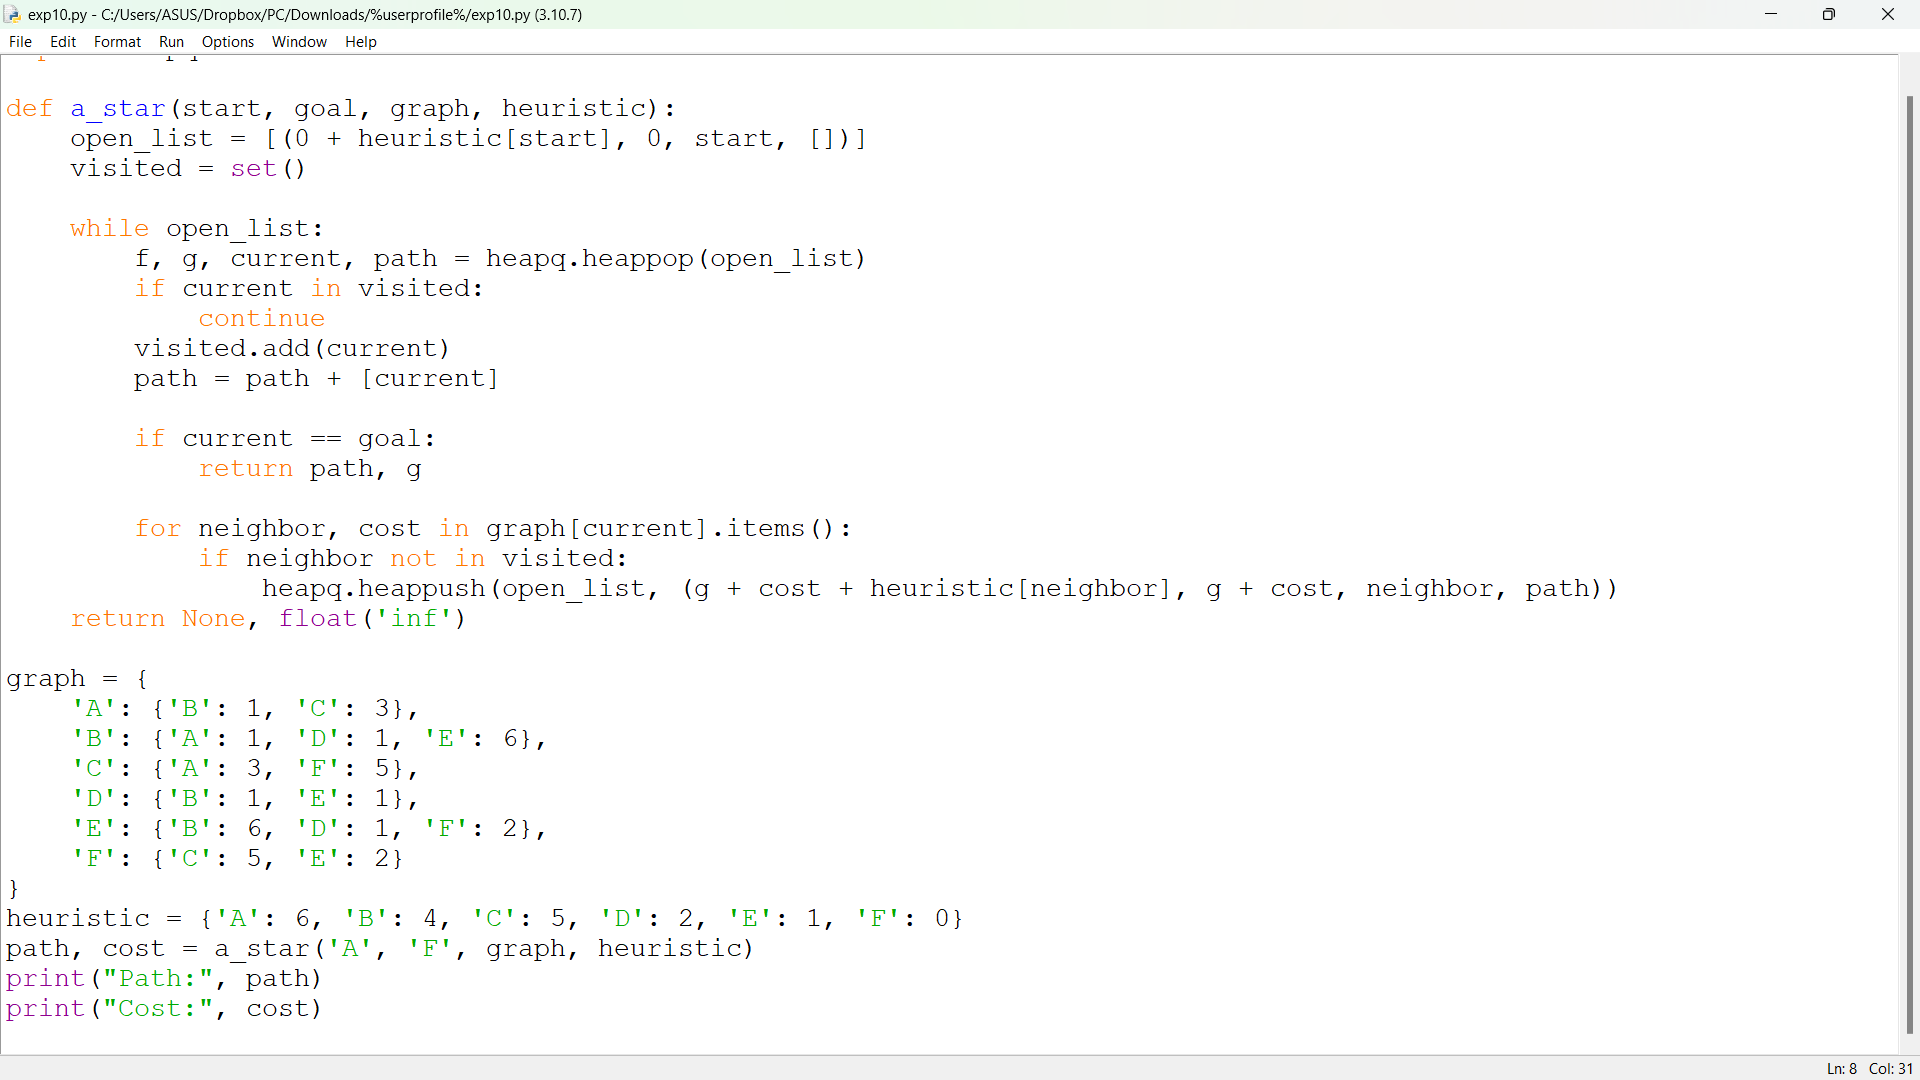 exp10.py - C:/Users/ASUS/Dropbox/PC/Downloads/%userprofile%/exp10.py (3.10.7)
File Edit Format Run Options Window Help
def a_star(start, goal, graph, heuristic):
    open_list = [(0 + heuristic[start], 0, start, [])]
    visited = set()
    while open_list:
        f, g, current, path = heapq.heappop(open_list)
        if current in visited:
            continue
        visited.add(current)
        path = path + [current]
        if current == goal:
            return path, g
        for neighbor, cost in graph[current].items():
            if neighbor not in visited:
                heapq.heappush(open_list, (g + cost + heuristic[neighbor], g + cost, neighbor, path))
    return None, float('inf')
graph = {
    'A': {'B': 1, 'C': 3},
    'B': {'A': 1, 'D': 1, 'E': 6},
    'C': {'A': 3, 'F': 5},
    'D': {'B': 1, 'E': 1},
    'E': {'B': 6, 'D': 1, 'F': 2},
    'F': {'C': 5, 'E': 2}
}
heuristic = {'A': 6, 'B': 4, 'C': 5, 'D': 2, 'E': 1, 'F': 0}
path, cost = a_star('A', 'F', graph, heuristic)
print("Path:", path)
print("Cost:", cost)
Ln: 8 Col: 31